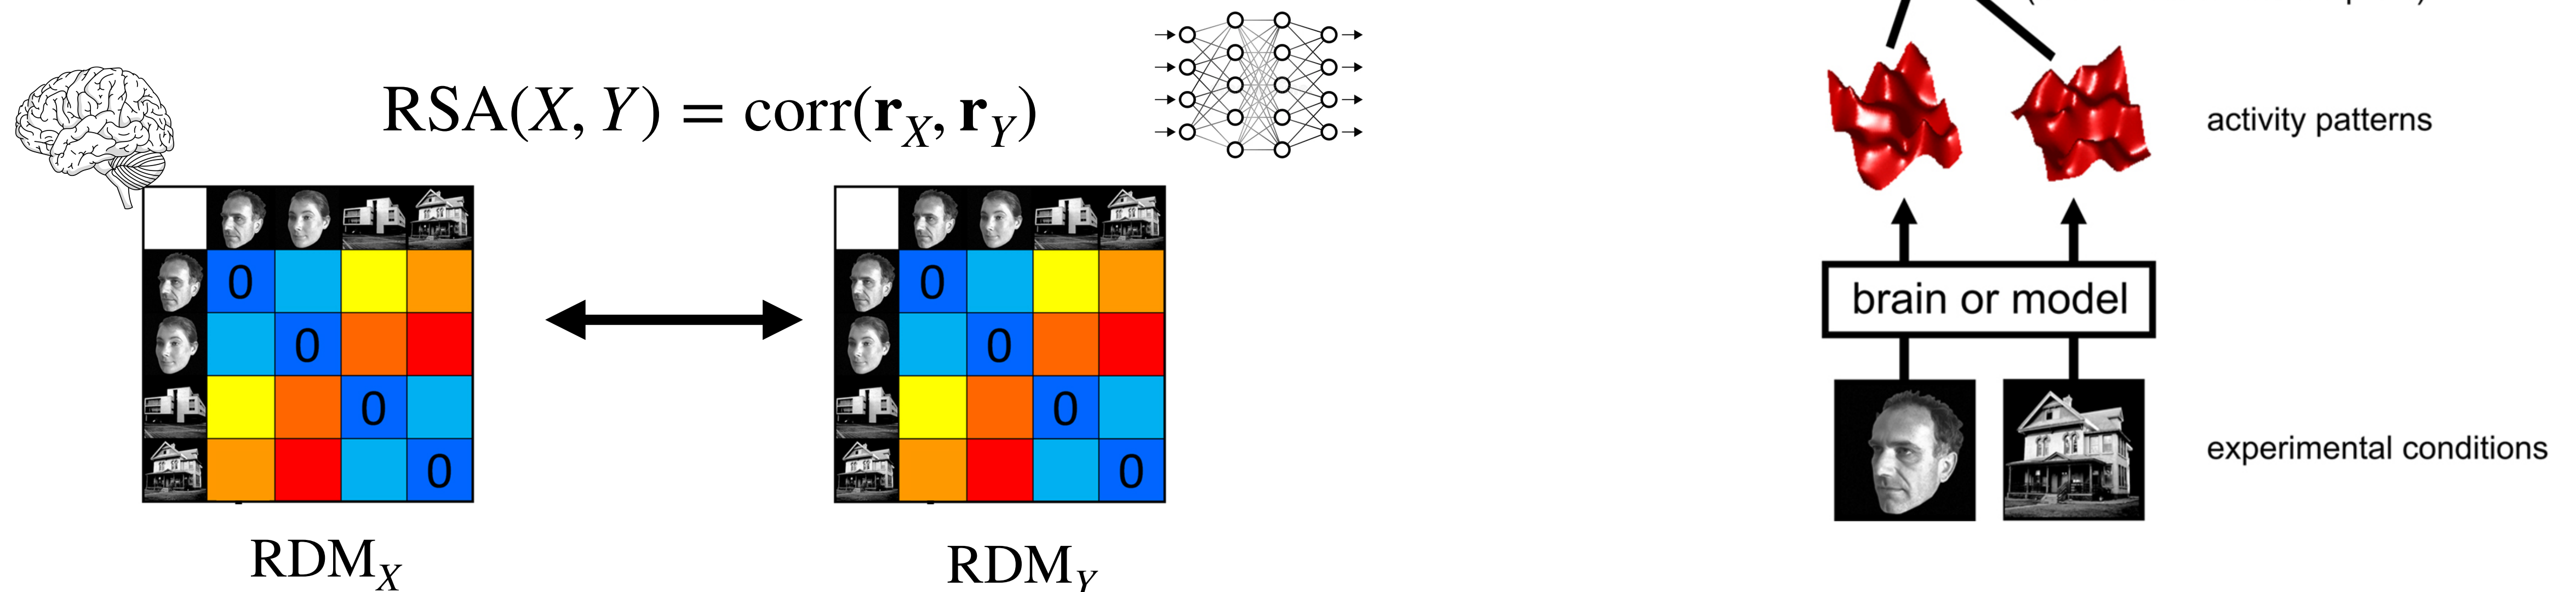 RSA(X, Y) = corr(r_X, r_Y)
0
0
0
0
RDM_X
0
0
0
0
RDM_Y
activity patterns
brain or model
experimental conditions